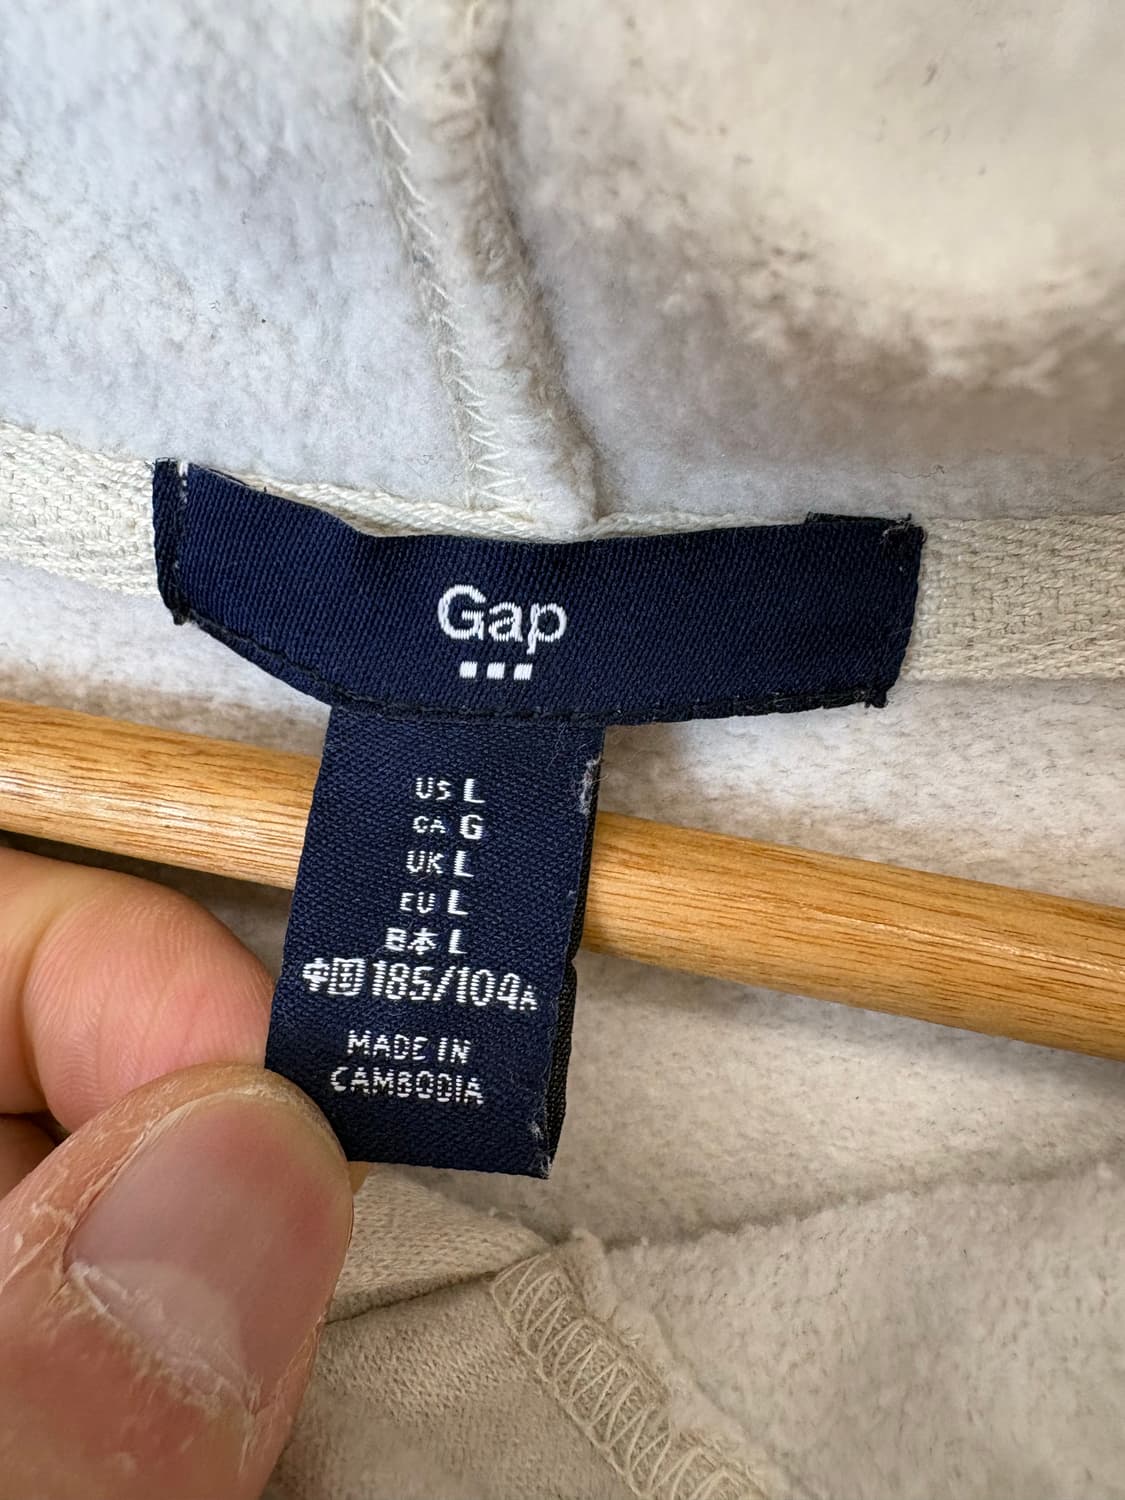 Gap
US L
CA G
UK L
EU L
日本 L
中国 185/104A
MADE IN
CAMBODIA